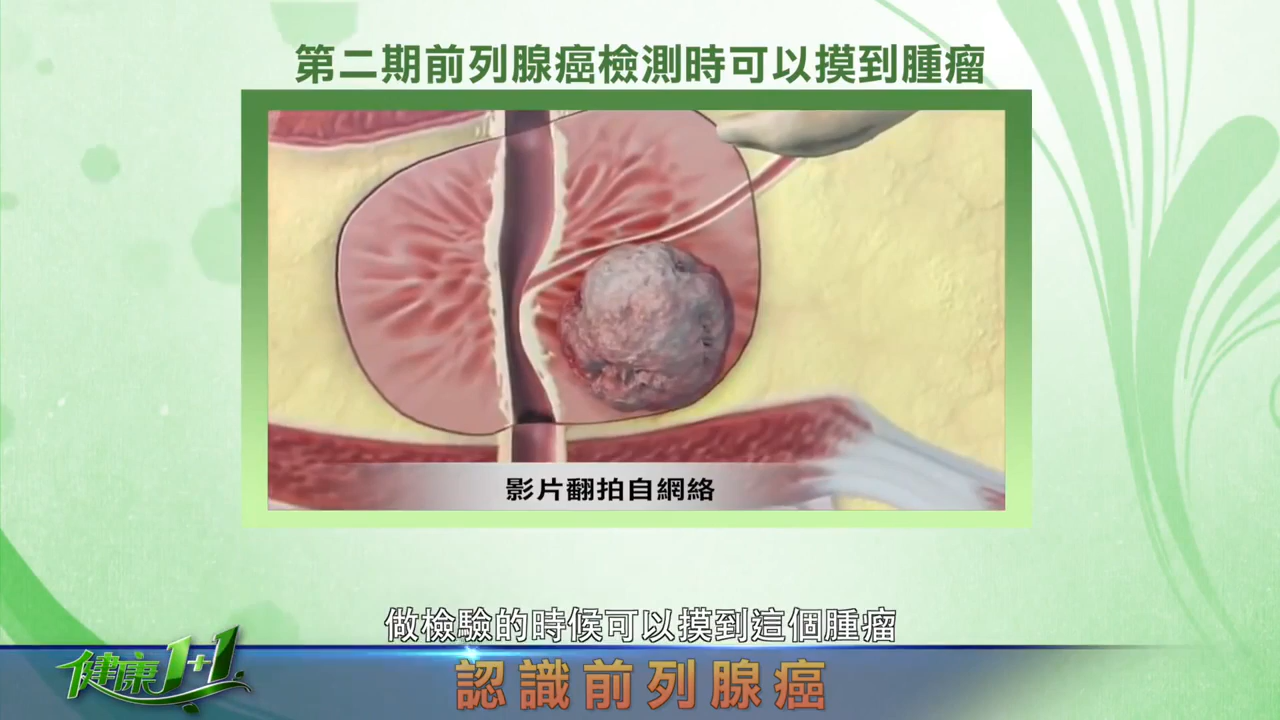 第二期前列腺癌檢測時可以摸到腫瘤
影片翻拍自網絡
做檢驗的時候可以摸到這個腫瘤
健康1+1
認識前列腺癌